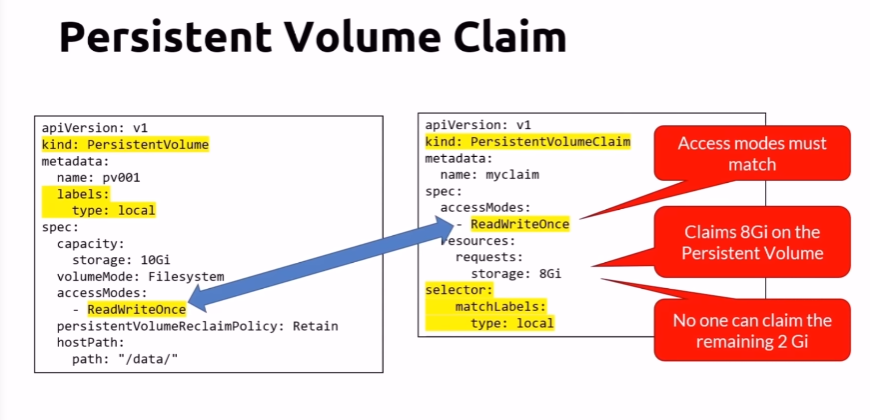 Persistent Volume Claim
apiVersion: v1
kind: PersistentVolume
metadata:
  name: pv001
  labels:
    type: local
spec:
  capacity:
    storage: 10Gi
  volumeMode: Filesystem
  accessModes:
    - ReadWriteOnce
  persistentVolumeReclaimPolicy: Retain
  hostPath:
    path: "/data/"
apiVersion: v1
kind: PersistentVolumeClaim
metadata:
  name: myclaim
spec:
  accessModes:
    - ReadWriteOnce
  resources:
    requests:
      storage: 8Gi
selector:
    matchLabels:
      type: local
Access modes must
match
Claims 8Gi on the
Persistent Volume
No one can claim the
remaining 2 Gi